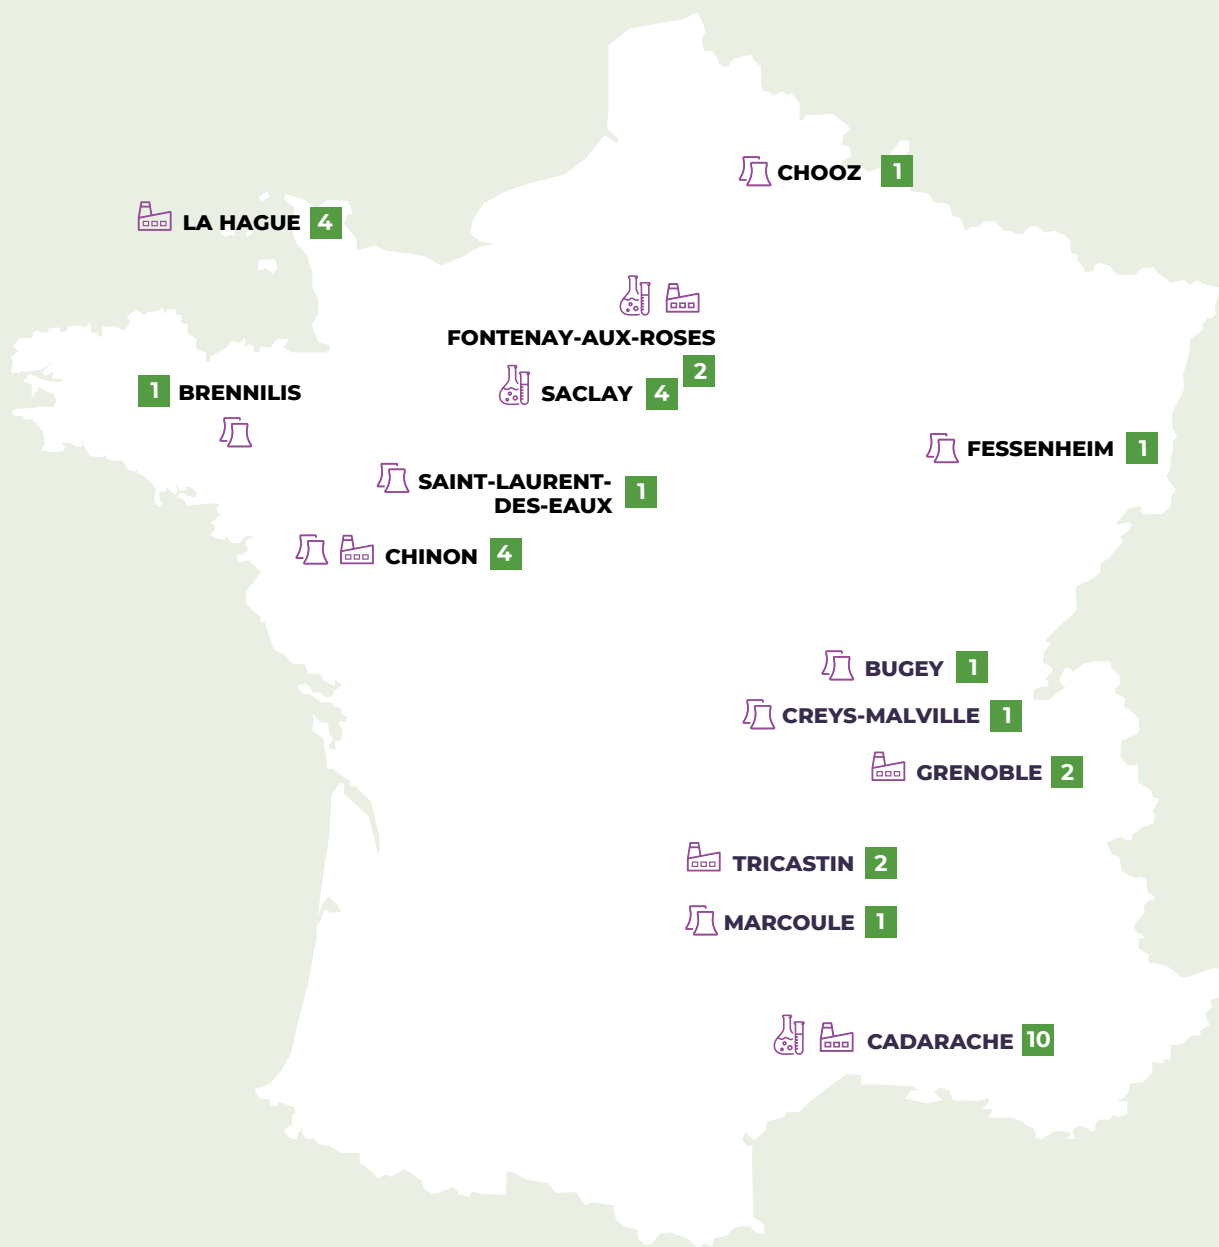 CHOOZ 1
LA HAGUE 4
FONTENAY-AUX-ROSES
2
1 BRENNILIS
SACLAY 4
FESSENHEIM 1
SAINT-LAURENT-
DES-EAUX 1
CHINON 4
BUGEY 1
CREYS-MALVILLE 1
GRENOBLE 2
TRICASTIN 2
MARCOULE 1
CADARACHE 10